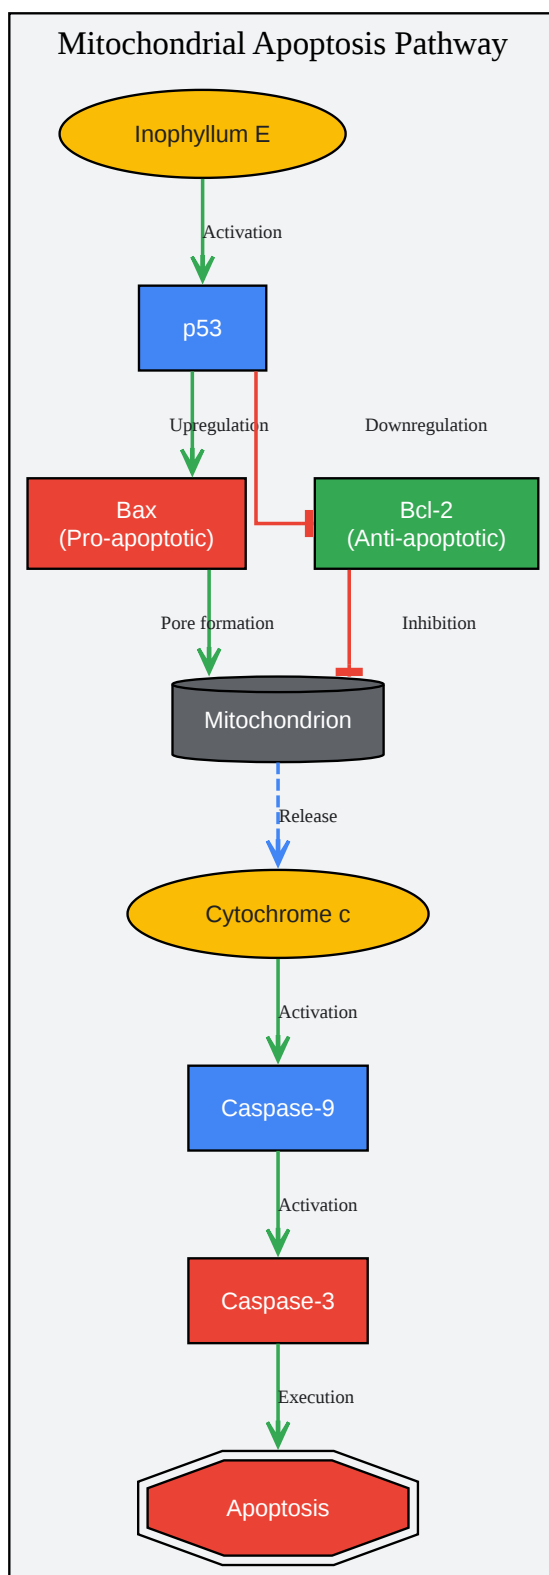 Mitochondrial Apoptosis Pathway
Inophyllum E
Activation
p53
Upregulation
Downregulation
Bax
(Pro-apoptotic)
Bcl-2
(Anti-apoptotic)
Pore formation
Inhibition
Mitochondrion
Release
Cytochrome c
Activation
Caspase-9
Activation
Caspase-3
Execution
Apoptosis